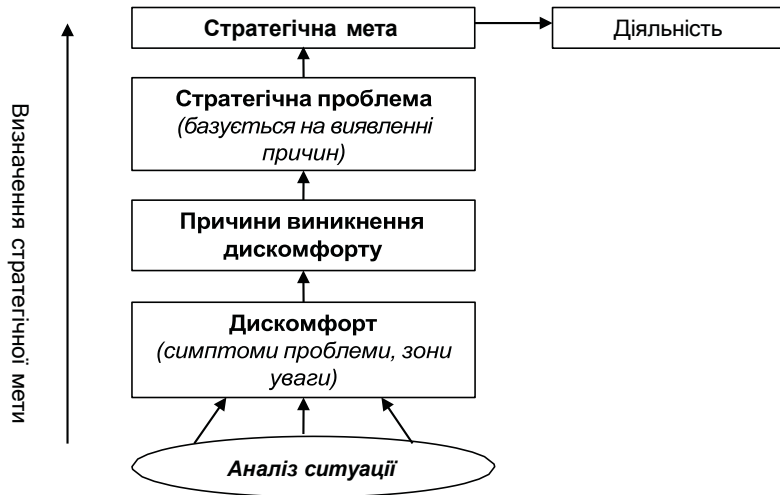 Стратегічна мета
Діяльність
Стратегічна проблема
(базується на виявленні
причин)
Причини виникнення
дискомфорту
Дискомфорт
(симптоми проблеми, зони
уваги)
Аналіз ситуації
Визначення стратегічної мети